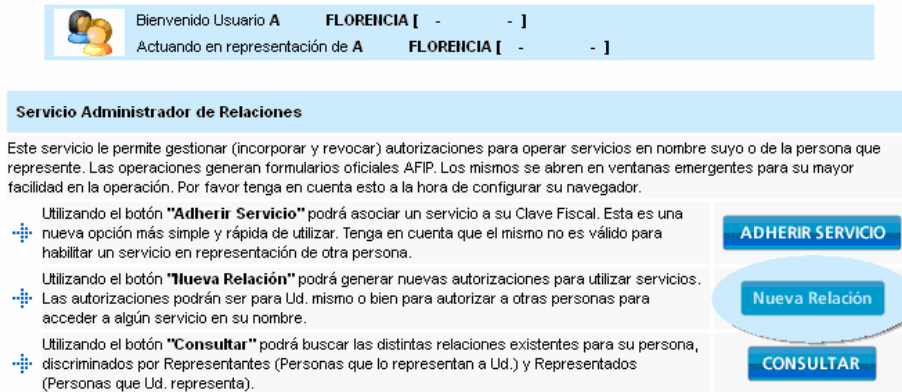 Bienvenido Usuario A FLORENCIA [ - - ]
Actuando en representación de A FLORENCIA [ - - ]
Servicio Administrador de Relaciones
Este servicio le permite gestionar (incorporar y revocar) autorizaciones para operar servicios en nombre suyo o de la persona que
represente. Las operaciones generan formularios oficiales AFIP. Los mismos se abren en ventanas emergentes para su mayor
facilidad en la operación. Por favor tenga en cuenta esto a la hora de configurar su navegador.
Utilizando el botón "Adherir Servicio" podrá asociar un servicio a su Clave Fiscal. Esta es una
nueva opción más simple y rápida de utilizar. Tenga en cuenta que el mismo no es válido para
habilitar un servicio en representación de otra persona.
ADHERIR SERVICIO
Utilizando el botón "Nueva Relación" podrá generar nuevas autorizaciones para utilizar servicios.
Las autorizaciones podrán ser para Ud. mismo o bien para autorizar a otras personas para
acceder a algún servicio en su nombre.
Nueva Relación
Utilizando el botón "Consultar" podrá buscar las distintas relaciones existentes para su persona,
discriminados por Representantes (Personas que lo representan a Ud.) y Representados
(Personas que Ud. representa).
CONSULTAR